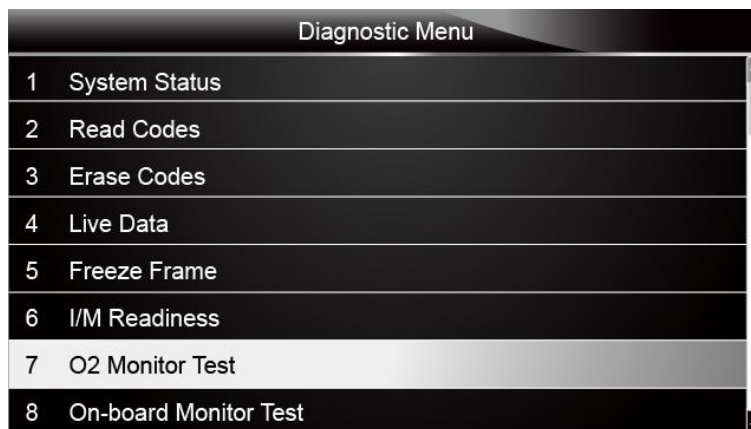 Diagnostic Menu
1 System Status
2 Read Codes
3 Erase Codes
4 Live Data
5 Freeze Frame
6 I/M Readiness
7 O2 Monitor Test
8 On-board Monitor Test